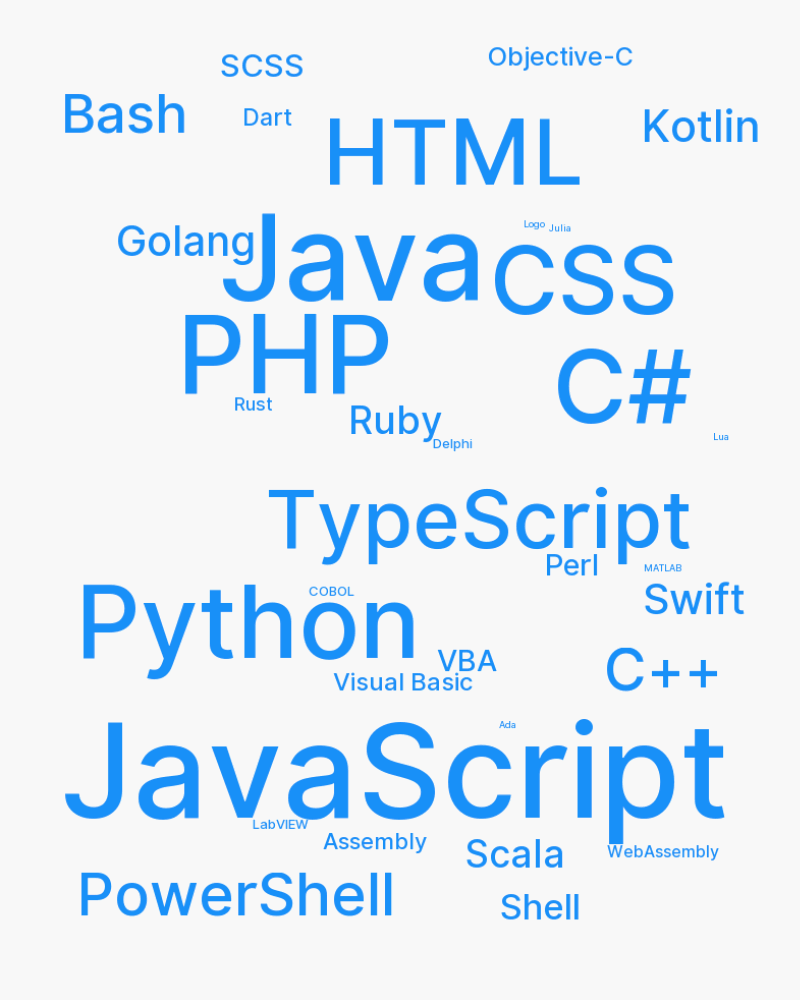 SCSS
Objective-C
Bash
Dart
HTML
Kotlin
Golang
Java
Logo
Julia
CSS
PHP
C#
Rust
Ruby
Delphi
Lua
TypeScript
Perl
MATLAB
COBOL
Python
Swift
VBA
Visual Basic
C++
Ada
JavaScript
LabVIEW
Assembly
Scala
WebAssembly
PowerShell
Shell